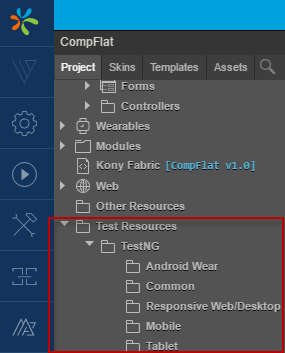 CompFlat
Project Skins Templates Assets
Forms
Controllers
Wearables
Modules
Kony Fabric [CompFlat v1.0]
Web
Other Resources
Test Resources
TestNG
Android Wear
Common
Responsive Web/Desktop
Mobile
Tablet